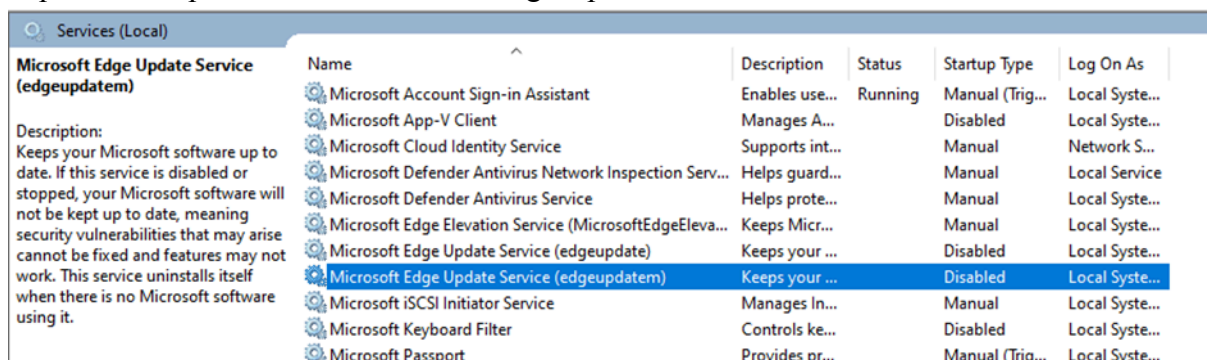 Services (Local)
Microsoft Edge Update Service
(edgeupdatem)
Description:
Keeps your Microsoft software up to
date. If this service is disabled or
stopped, your Microsoft software will
not be kept up to date, meaning
security vulnerabilities that may arise
cannot be fixed and features may not
work. This service uninstalls itself
when there is no Microsoft software
using it.
Name Description Status Startup Type Log On As
Microsoft Account Sign-in Assistant Enables use... Running Manual (Trig... Local Syste...
Microsoft App-V Client Manages A... Disabled Local Syste...
Microsoft Cloud Identity Service Supports int... Manual Network S...
Microsoft Defender Antivirus Network Inspection Serv... Helps guard... Manual Local Service
Microsoft Defender Antivirus Service Helps prote... Manual Local Syste...
Microsoft Edge Elevation Service (MicrosoftEdgeEleva... Keeps Micr... Manual Local Syste...
Microsoft Edge Update Service (edgeupdate) Keeps your ... Disabled Local Syste...
Microsoft Edge Update Service (edgeupdatem) Keeps your ... Disabled Local Syste...
Microsoft iSCSI Initiator Service Manages In... Manual Local Syste...
Microsoft Keyboard Filter Controls ke... Disabled Local Syste...
Microsoft Passport Provides pr... Manual (Trig... Local Syste...